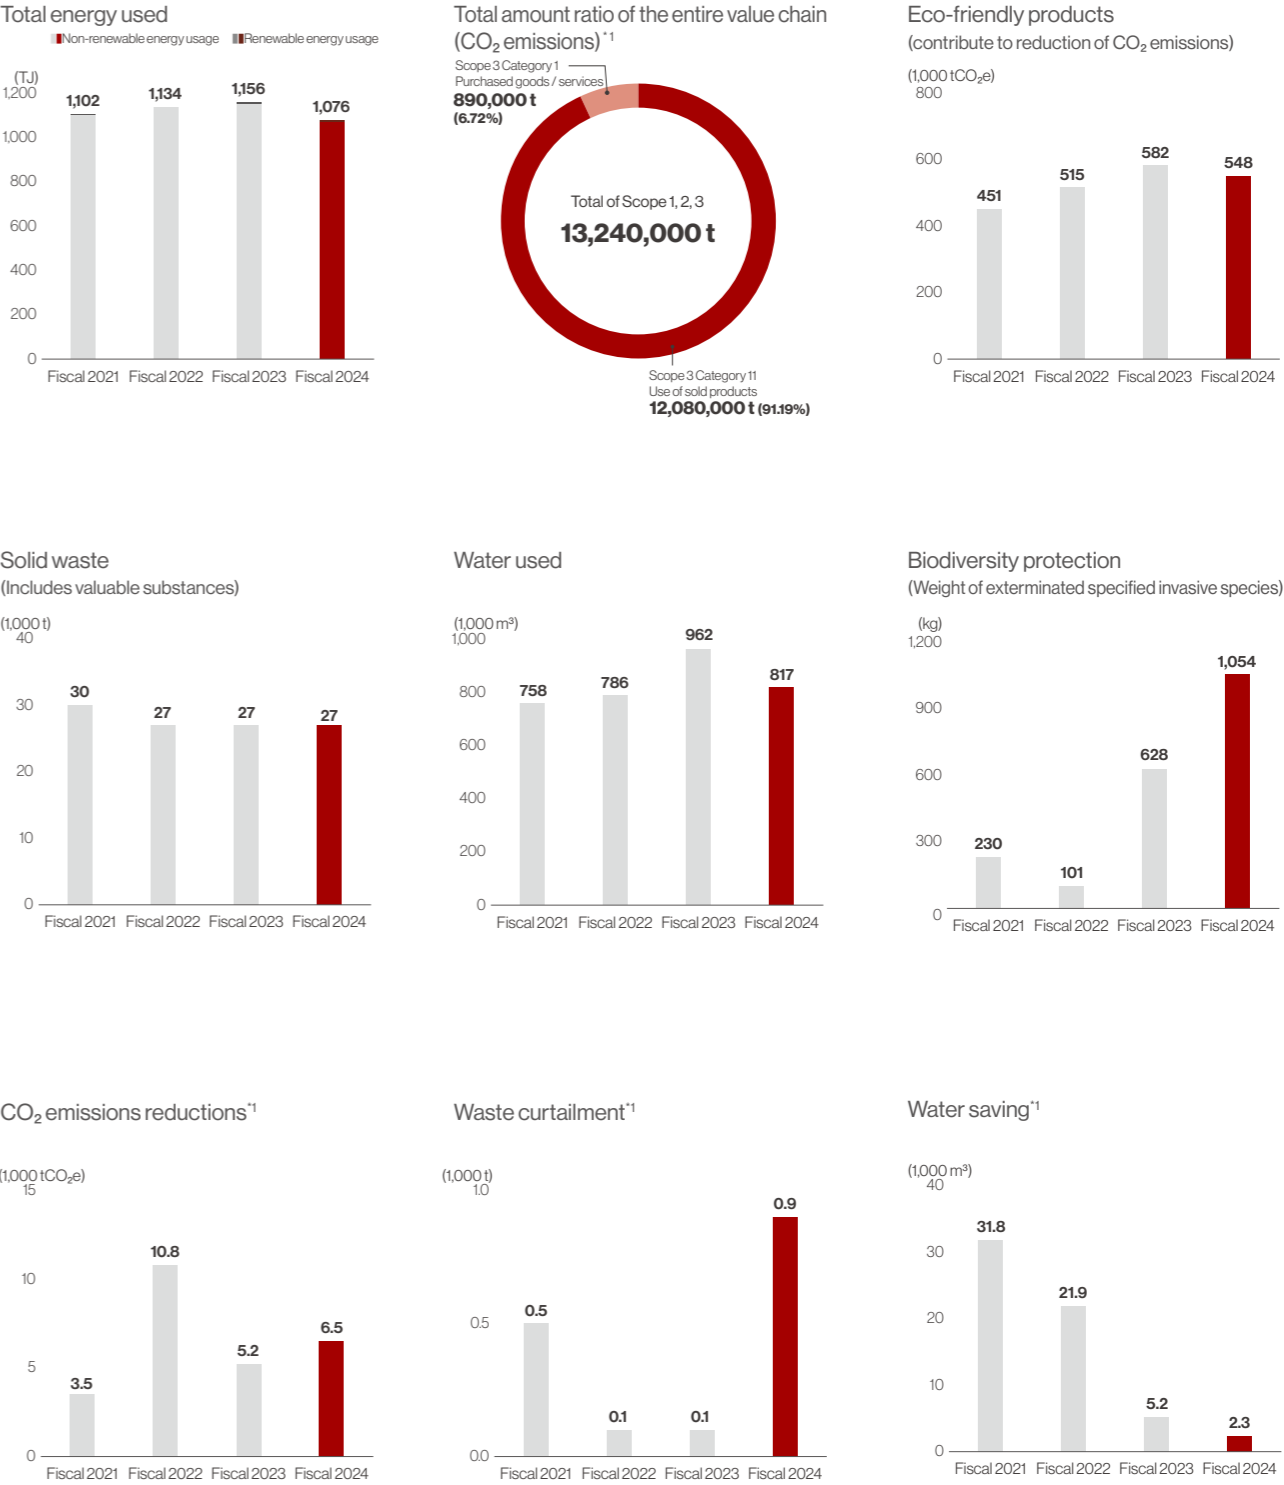 Total energy used
Non-renewable energy usage Renewable energy usage
(TJ)
1,200
1,000
800
600
400
200
0
1,102
1,134
1,156
1,076
Fiscal 2021 Fiscal 2022 Fiscal 2023 Fiscal 2024
Total amount ratio of the entire value chain
(CO₂ emissions)*1
Scope 3 Category 1
Purchased goods / services
890,000 t
(6.72%)
Total of Scope 1, 2, 3
13,240,000 t
Scope 3 Category 11
Use of sold products
12,080,000 t (91.19%)
Eco-friendly products
(contribute to reduction of CO₂ emissions)
(1,000 tCO₂e)
800
600
400
200
0
451
515
582
548
Fiscal 2021 Fiscal 2022 Fiscal 2023 Fiscal 2024
Solid waste
(Includes valuable substances)
(1,000 t)
40
30
20
10
0
30
27
27
27
Fiscal 2021 Fiscal 2022 Fiscal 2023 Fiscal 2024
Water used
(1,000 m³)
1,000
800
600
400
200
0
758
786
962
817
Fiscal 2021 Fiscal 2022 Fiscal 2023 Fiscal 2024
Biodiversity protection
(Weight of exterminated specified invasive species)
(kg)
1,200
900
600
300
0
230
101
628
1,054
Fiscal 2021 Fiscal 2022 Fiscal 2023 Fiscal 2024
CO₂ emissions reductions*1
(1,000 tCO₂e)
15
10
5
0
3.5
10.8
5.2
6.5
Fiscal 2021 Fiscal 2022 Fiscal 2023 Fiscal 2024
Waste curtailment*1
(1,000 t)
1.0
0.5
0.0
0.5
0.1
0.1
0.9
Fiscal 2021 Fiscal 2022 Fiscal 2023 Fiscal 2024
Water saving*1
(1,000 m³)
40
30
20
10
0
31.8
21.9
5.2
2.3
Fiscal 2021 Fiscal 2022 Fiscal 2023 Fiscal 2024